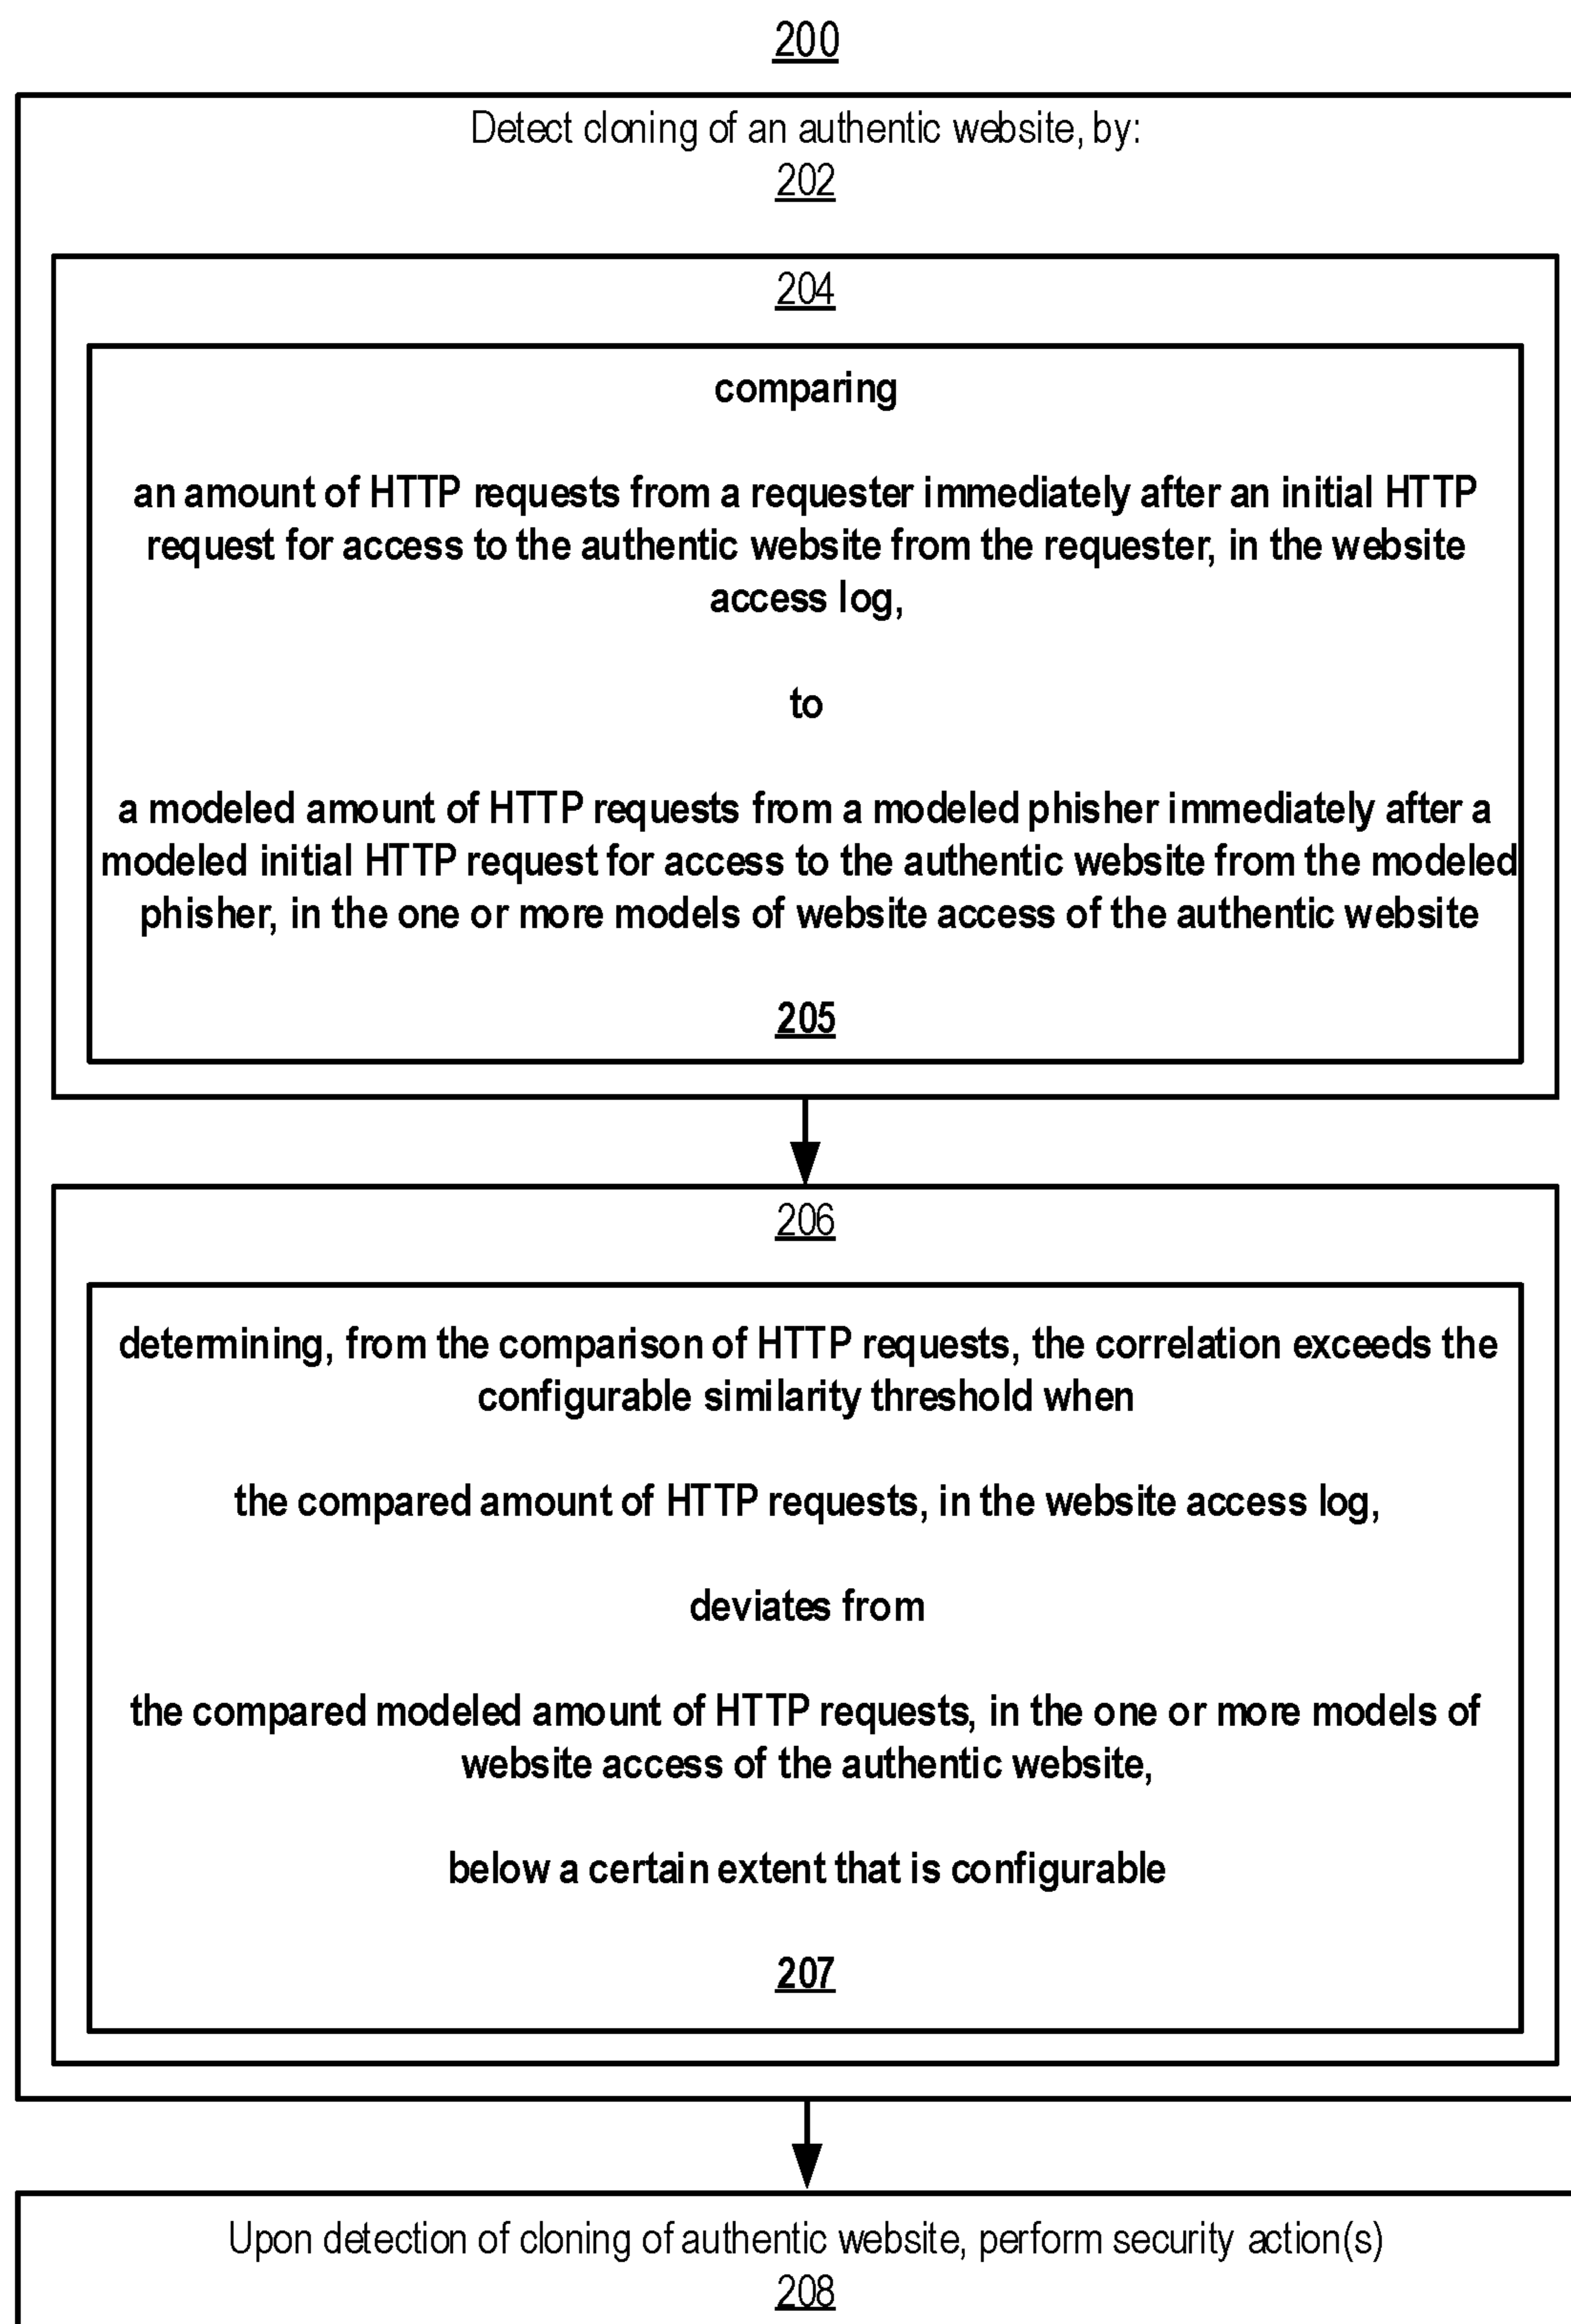 200
Detect cloning of an authentic website, by:
202
204
comparing
an amount of HTTP requests from a requester immediately after an initial HTTP
request for access to the authentic website from the requester, in the website
access log,
to
a modeled amount of HTTP requests from a modeled phisher immediately after a
modeled initial HTTP request for access to the authentic website from the modeled
phisher, in the one or more models of website access of the authentic website
205
206
determining, from the comparison of HTTP requests, the correlation exceeds the
configurable similarity threshold when
the compared amount of HTTP requests, in the website access log,
deviates from
the compared modeled amount of HTTP requests, in the one or more models of
website access of the authentic website,
below a certain extent that is configurable
207
Upon detection of cloning of authentic website, perform security action(s)
208